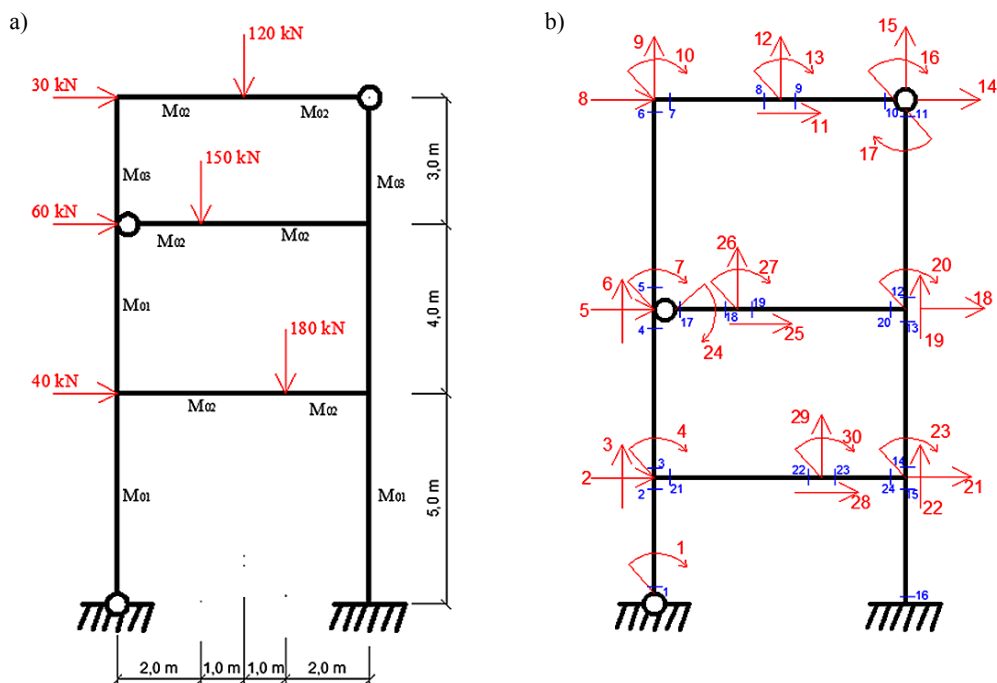 a)
120 kN
30 kN
M02 M02
3,0 m
M03
M03
150 kN
60 kN
M02 M02
M01
4,0 m
180 kN
40 kN
M02 M02
M01
M01
5,0 m
2,0 m 1,0 m 1,0 m 2,0 m
b)
9 10 12 13 15 16
8 14
6 7 8 9 10 11
11
17
6 7 26 27 20
5 12
5 18
4 17 18 19 20 13
24 25 19
3 4 29 30 23
3 14
2 21
2 21 22 23 24 15
28 22
1
1 16